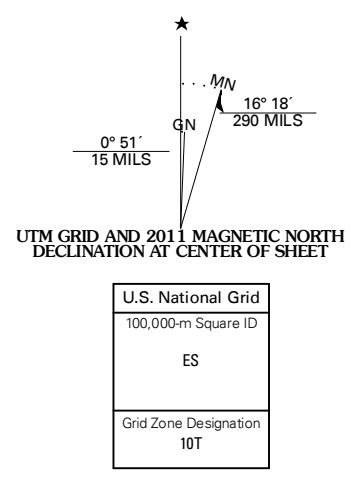 ★
MN
GN
16° 18´
290 MILS
0° 51´
15 MILS
UTM GRID AND 2011 MAGNETIC NORTH
DECLINATION AT CENTER OF SHEET
U.S. National Grid
100,000-m Square ID
ES
Grid Zone Designation
10T